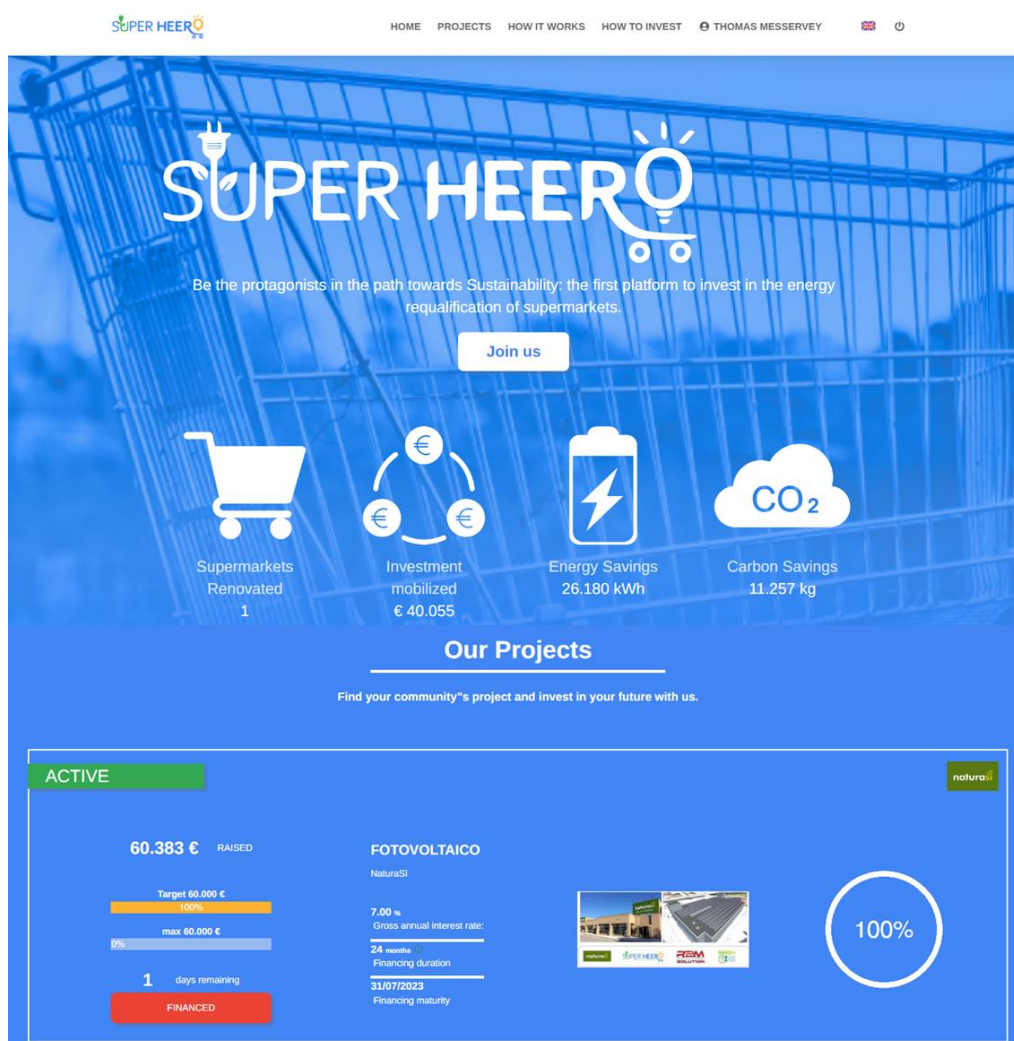 SUPER HEERO
HOME PROJECTS HOW IT WORKS HOW TO INVEST THOMAS MESSERVEY
SUPER HEERO
Be the protagonists in the path towards Sustainability: the first platform to invest in the energy
requalification of supermarkets.
Join us
€
€ €
CO2
Supermarkets
Renovated
1
Investment
mobilized
€ 40.055
Energy Savings
26.180 kWh
Carbon Savings
11.257 kg
Our Projects
Find your community"s project and invest in your future with us.
ACTIVE
naturasì
60.383 € RAISED
Target 60.000 €
100%
max 60.000 €
0%
1 days remaining
FINANCED
FOTOVOLTAICO
NaturaSì
7.00 %
Gross annual interest rate:
24 months
Financing duration
31/07/2023
Financing maturity
naturasì SUPER HEERO R2M
SOLUTION
100%